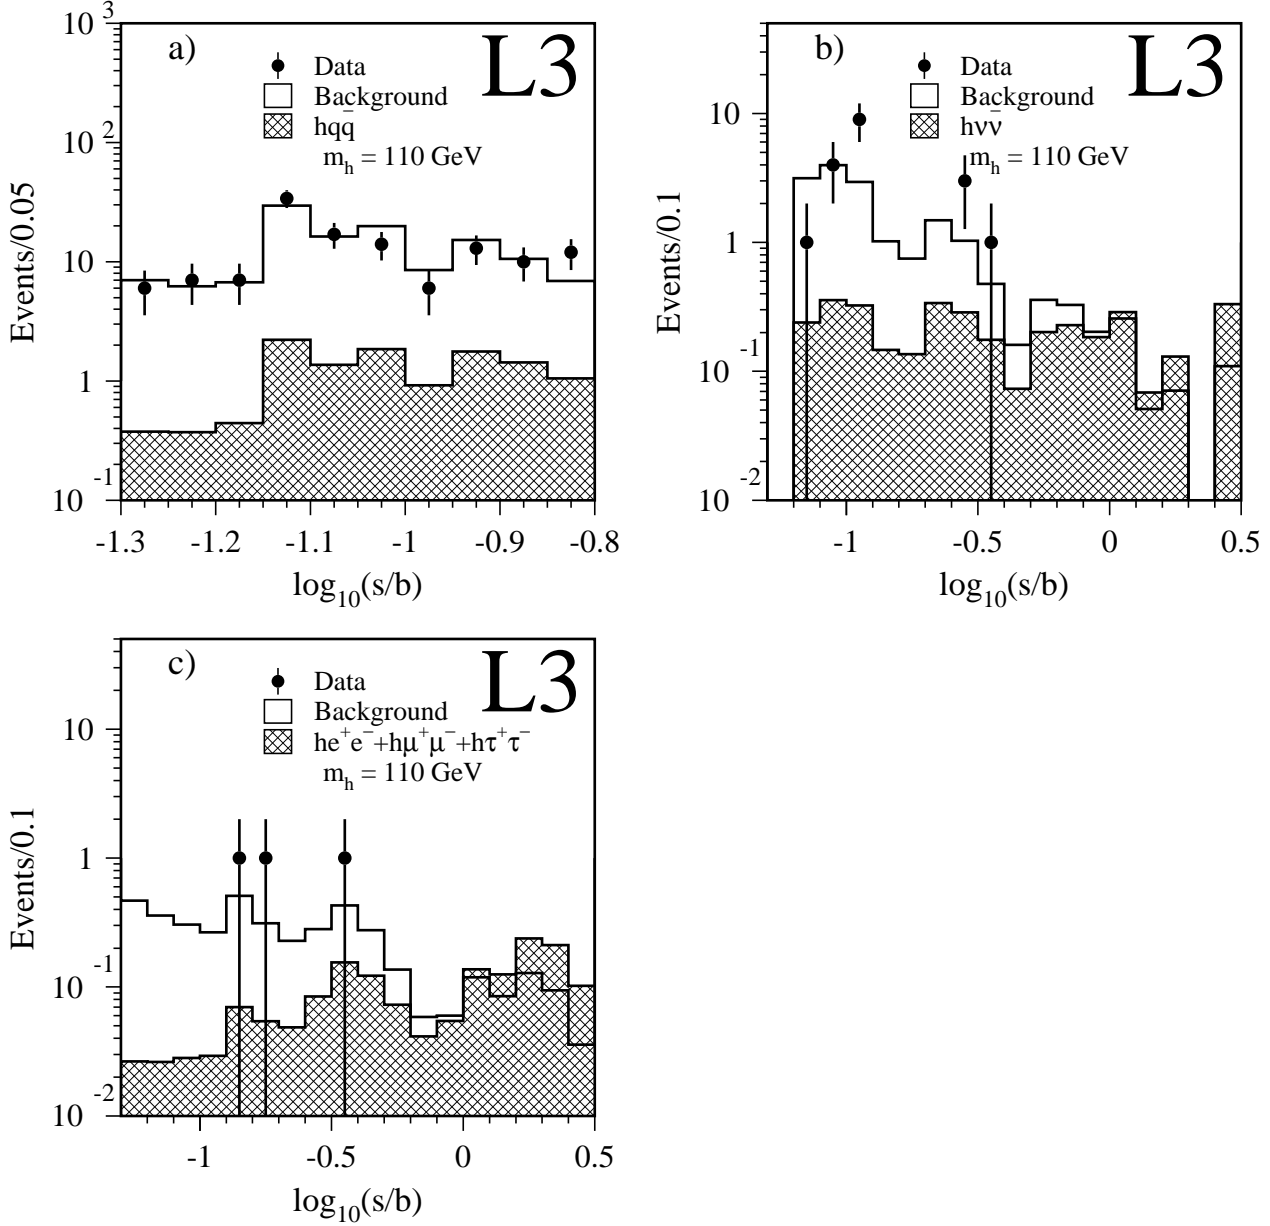 a)
L3
Data
Background
hqq̄
m_h = 110 GeV
Events/0.05
10^3
10^2
10
1
10^-1
-1.3 -1.2 -1.1 -1 -0.9 -0.8
log_10(s/b)
b)
L3
Data
Background
hνν̄
m_h = 110 GeV
Events/0.1
10
1
10^-1
10^-2
-1 -0.5 0 0.5
log_10(s/b)
c)
L3
Data
Background
he^+e^-+hμ^+μ^-+hτ^+τ^-
m_h = 110 GeV
Events/0.1
10
1
10^-1
10^-2
-1 -0.5 0 0.5
log_10(s/b)